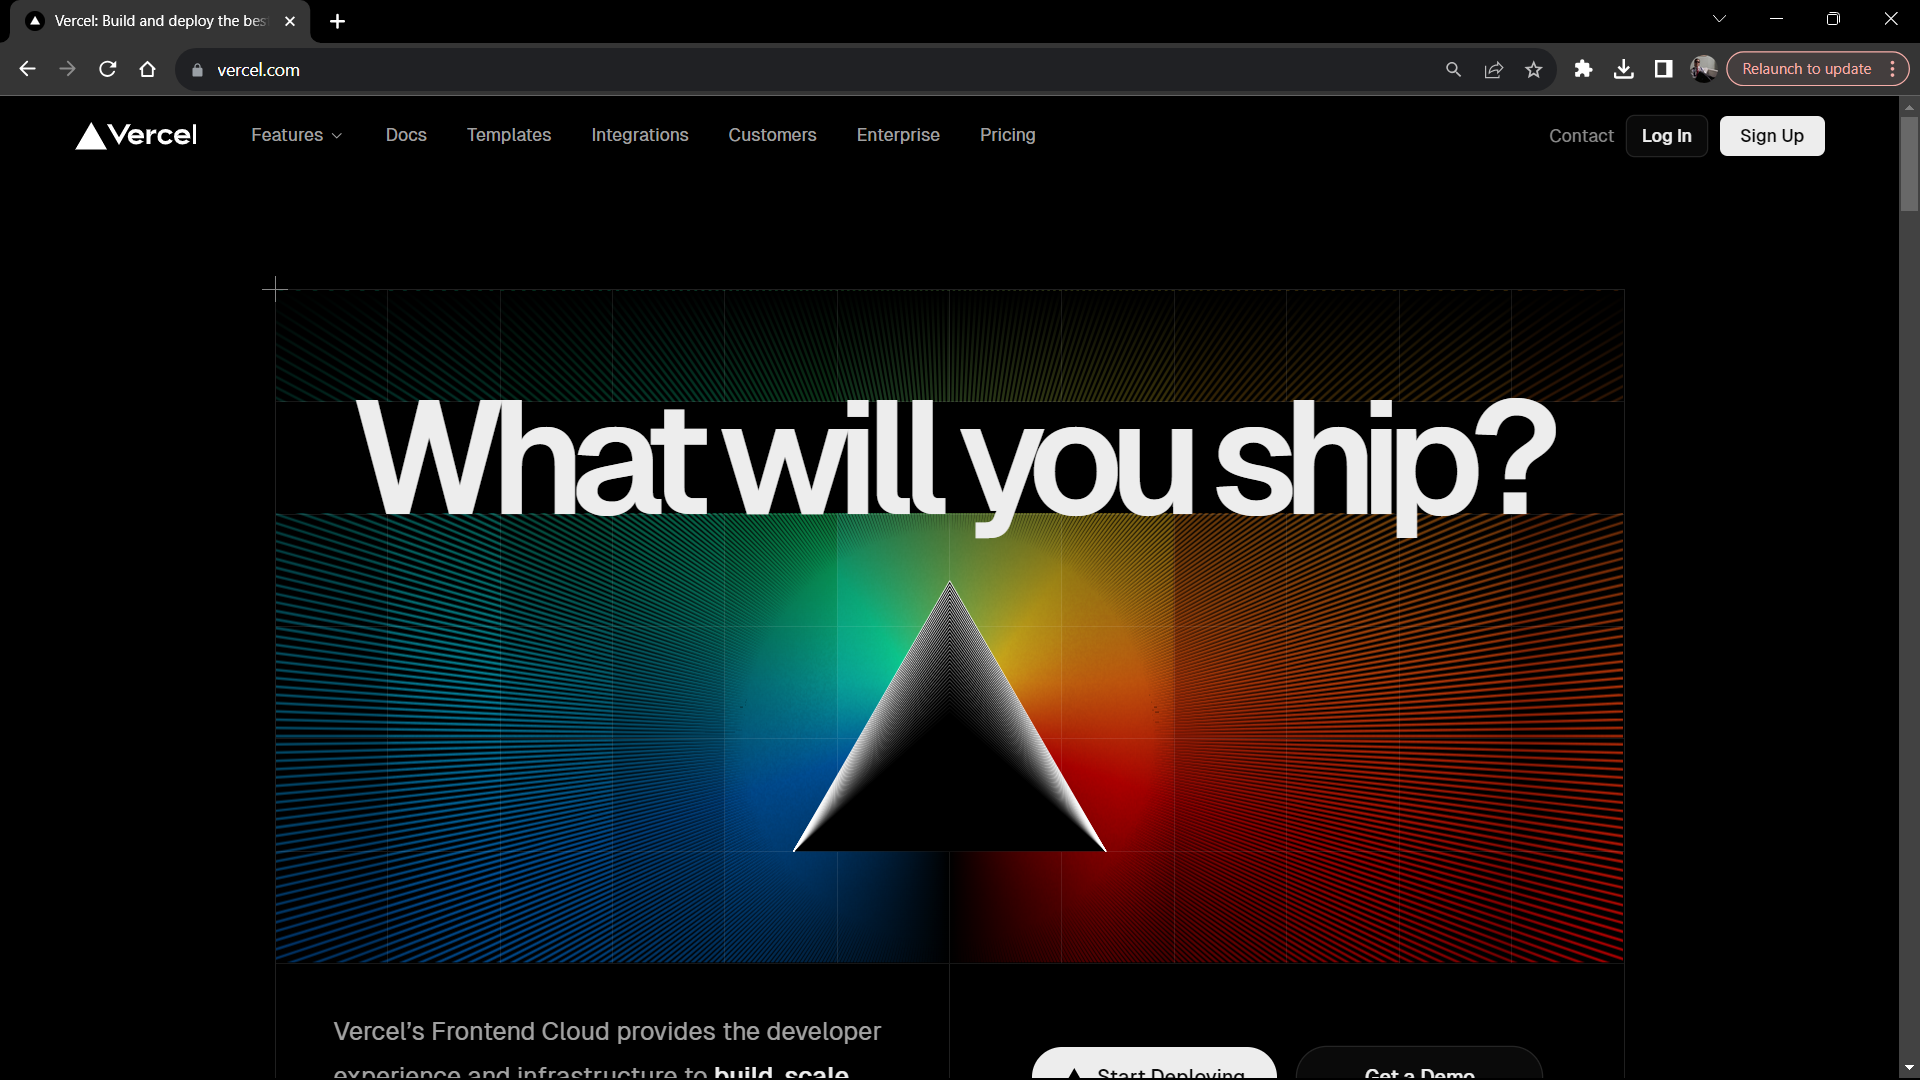 Vercel: Build and deploy the bes
vercel.com
Relaunch to update
Vercel
Features
Docs
Templates
Integrations
Customers
Enterprise
Pricing
Contact
Log In
Sign Up
What will you ship?
Vercel’s Frontend Cloud provides the developer
experience and infrastructure to build, scale
Start Deploying
Get a Demo